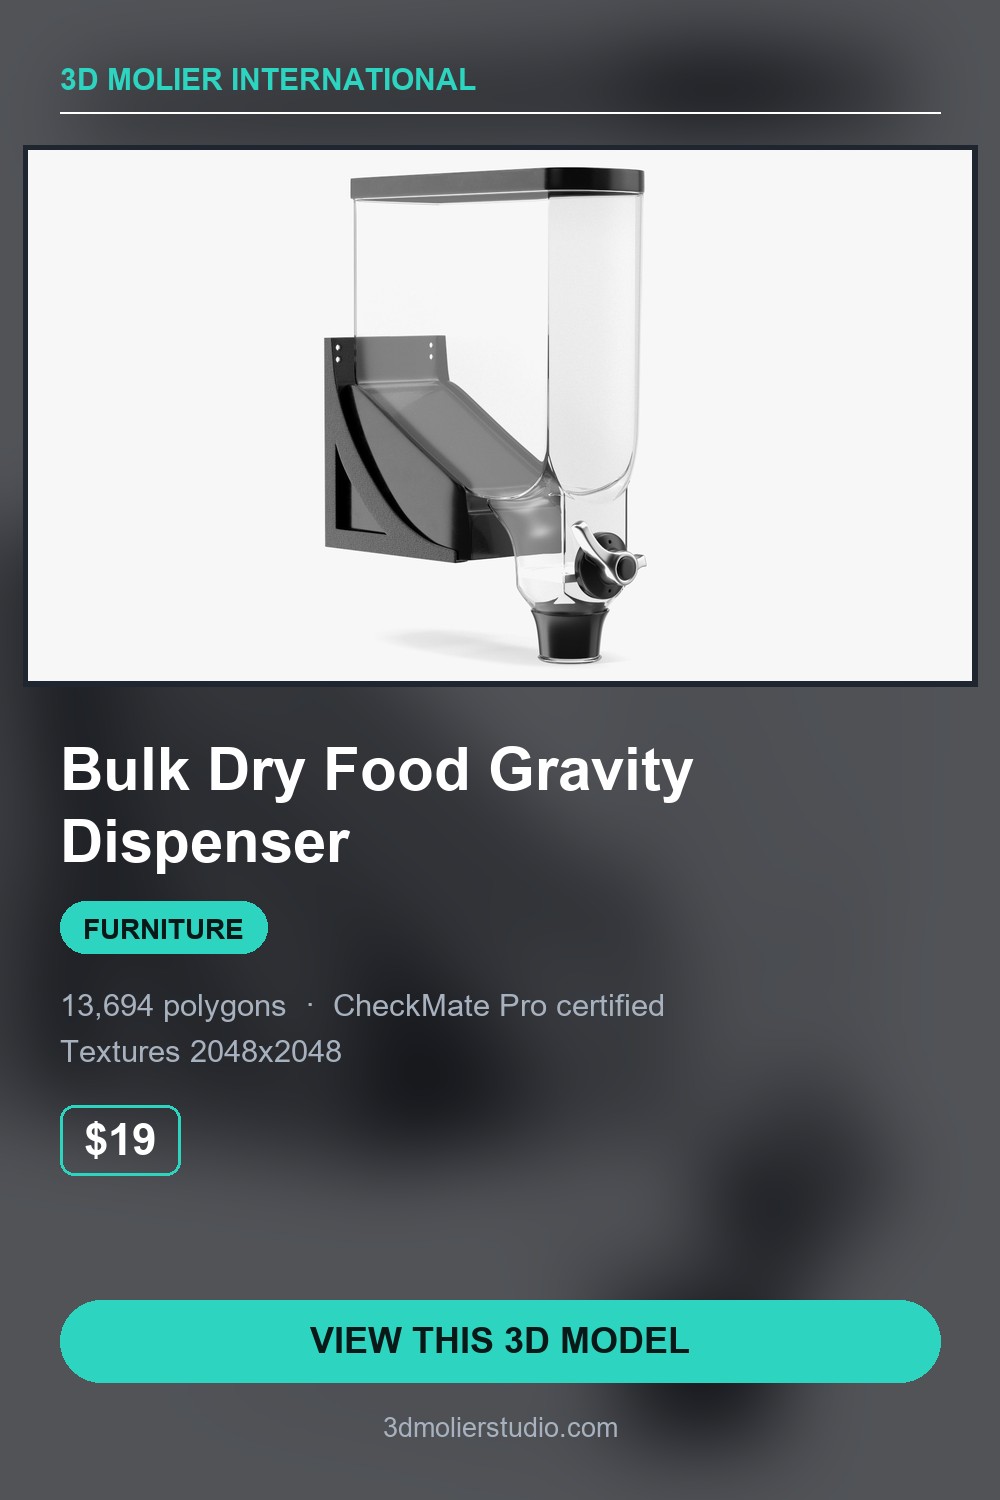 3D MOLIER INTERNATIONAL
Bulk Dry Food Gravity
Dispenser
FURNITURE
13,694 polygons · CheckMate Pro certified
Textures 2048x2048
$19
VIEW THIS 3D MODEL
3dmolierstudio.com